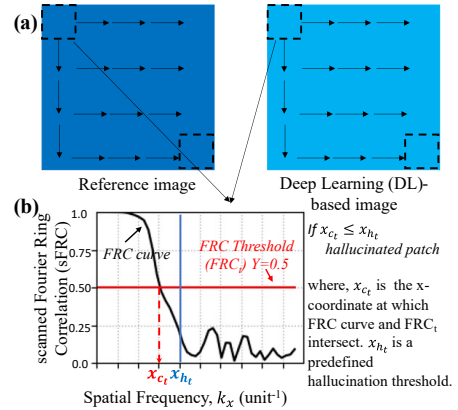 (a)
Reference image
Deep Learning (DL)-
based image
(b)
scanned Fourier Ring
Correlation (sFRC)
1.0
0.75
0.50
0.25
0.0
FRC curve
FRC Threshold
(FRCₜ) Y=0.5
x_{c_t} x_{h_t}
Spatial Frequency, kₓ (unit⁻¹)
If x_{c_t} ≤ x_{h_t}
hallucinated patch
where, x_{c_t} is the x-
coordinate at which
FRC curve and FRCₜ
intersect. x_{h_t} is a
predefined
hallucination threshold.